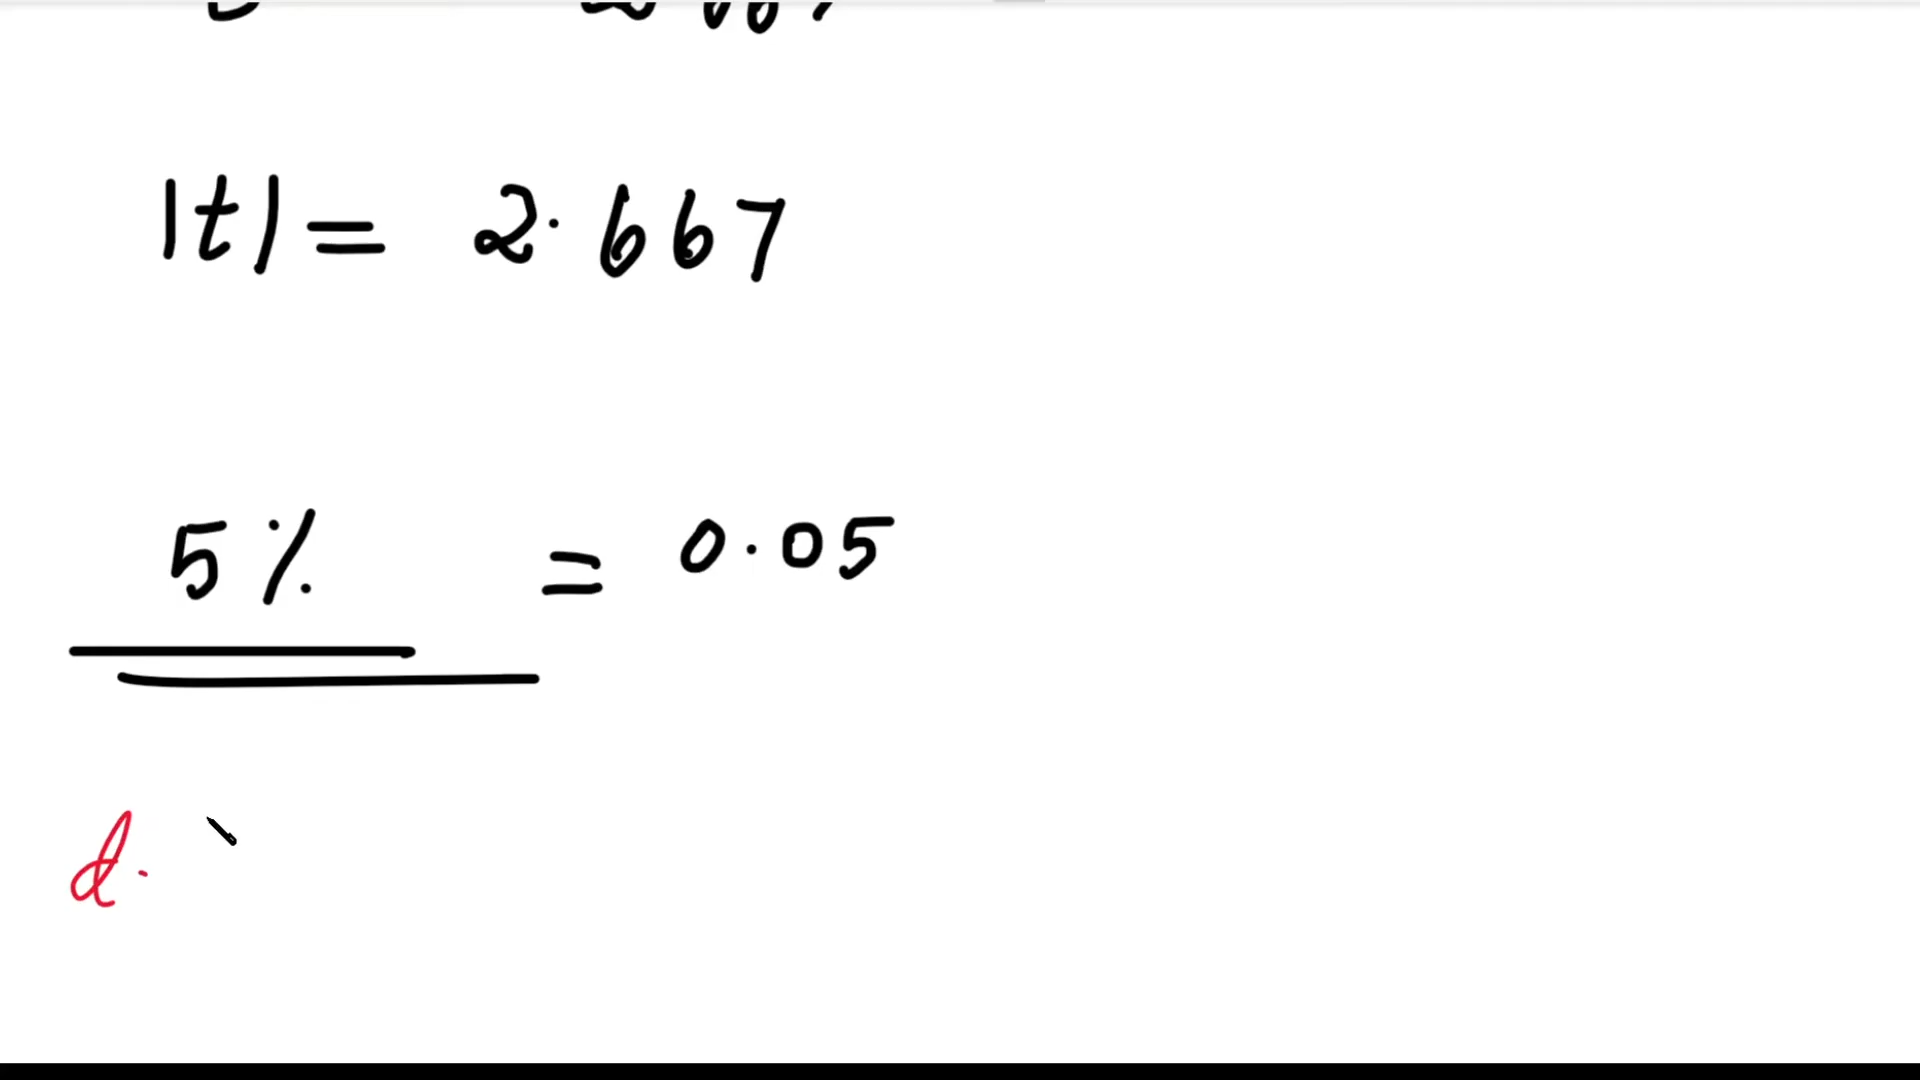 |t| = 2.667
5% = 0.05
d.